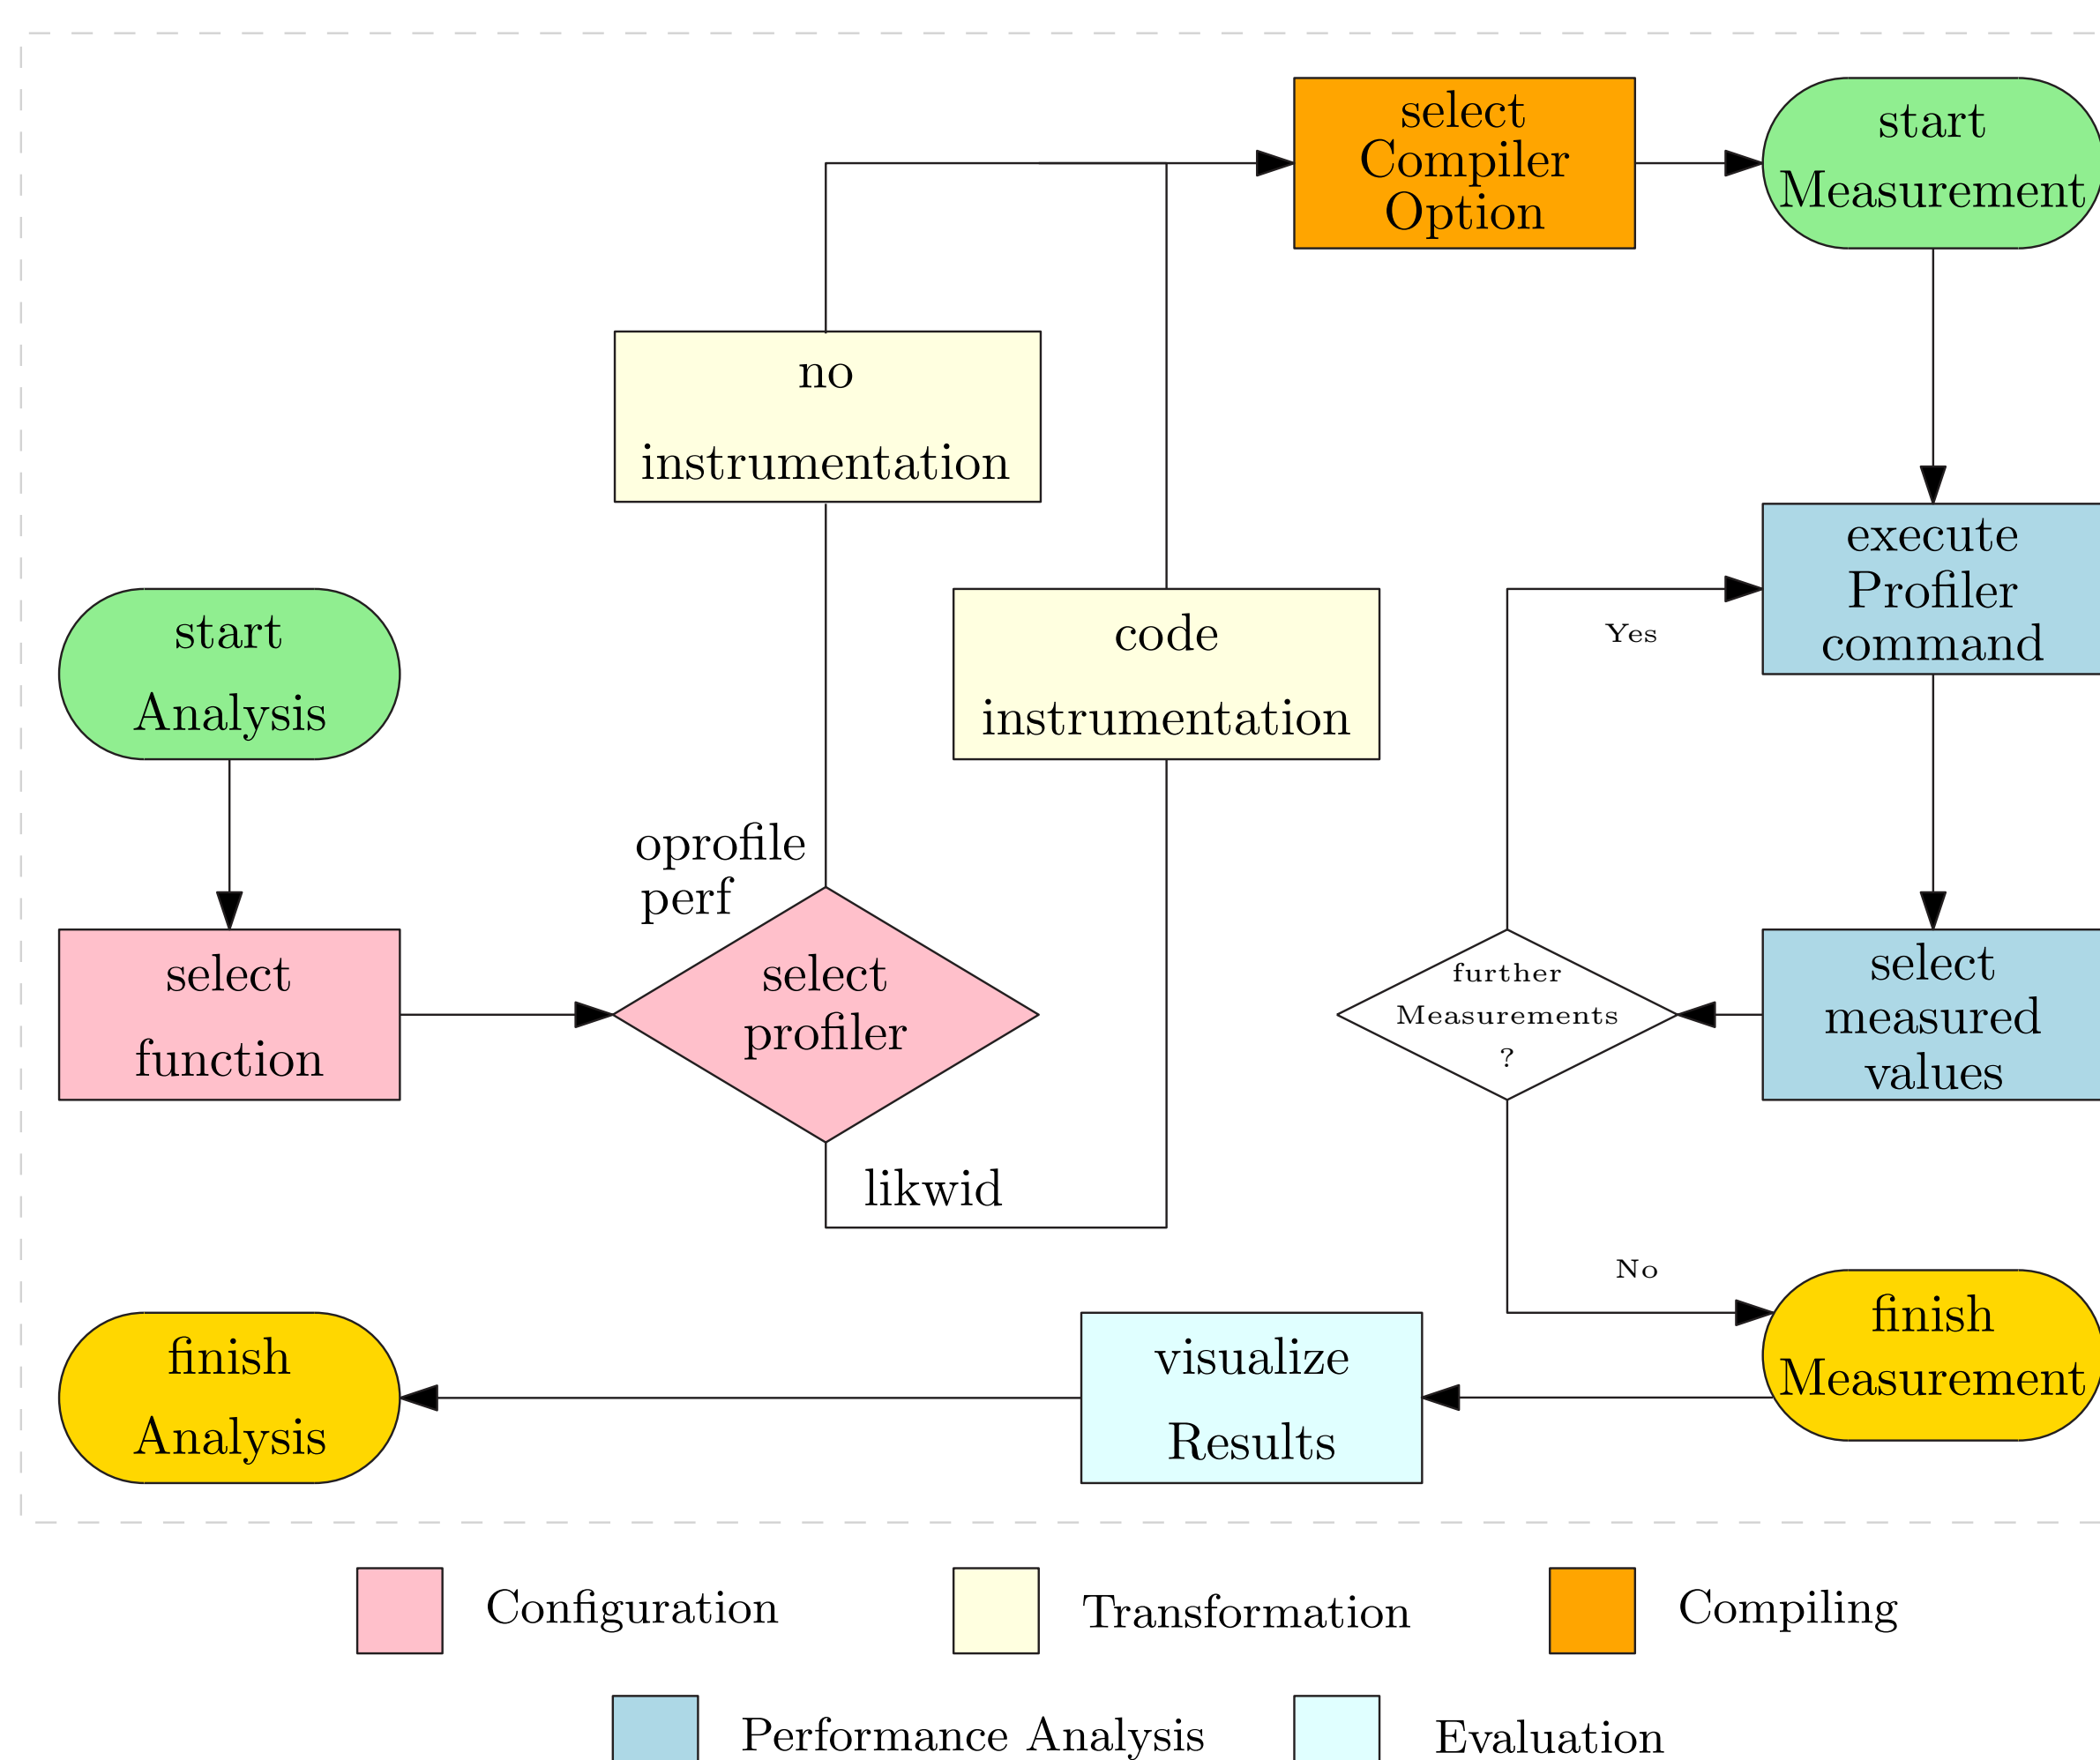 select
Compiler
Option
start
Measurement
no
instrumentation
execute
Profiler
command
start
Analysis
code
instrumentation
Yes
oprofile
perf
select
function
select
profiler
further
Measurements
?
select
measured
values
likwid
No
finish
Analysis
visualize
Results
finish
Measurement
Configuration
Transformation
Compiling
Performance Analysis
Evaluation